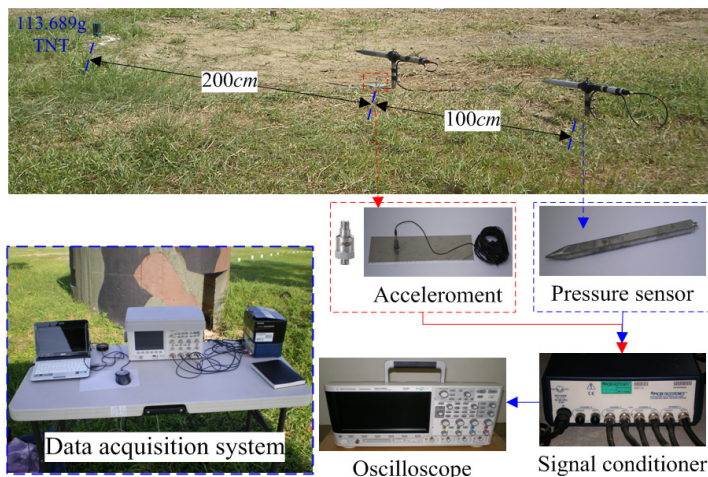 113.689g
TNT
200cm
100cm
Acceleroment
Pressure sensor
Data acquisition system
Oscilloscope
Signal conditioner